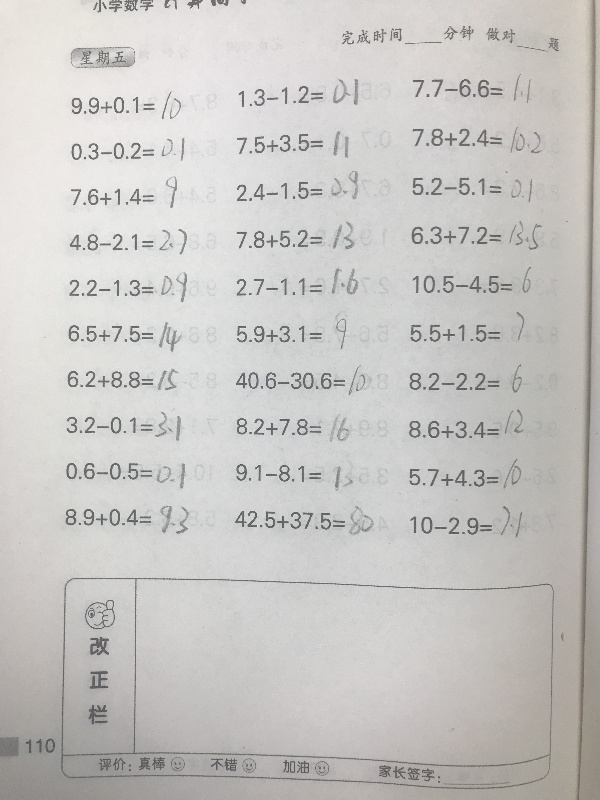 小学数学
完成时间____分钟 做对____题
星期五
9.9+0.1=10 1.3−1.2=0.1 7.7−6.6=1.1
0.3−0.2=0.1 7.5+3.5=11 7.8+2.4=10.2
7.6+1.4=9 2.4−1.5=0.9 5.2−5.1=0.1
4.8−2.1=2.7 7.8+5.2=13 6.3+7.2=13.5
2.2−1.3=0.9 2.7−1.1=1.6 10.5−4.5=6
6.5+7.5=14 5.9+3.1=9 5.5+1.5=7
6.2+8.8=15 40.6−30.6=10 8.2−2.2=6
3.2−0.1=3.1 8.2+7.8=16 8.6+3.4=12
0.6−0.5=0.1 9.1−8.1= 5.7+4.3=10
8.9+0.4=9.3 42.5+37.5=80 10−2.9=7.1
改正栏
110
评价: 真棒 不错 加油 家长签字:________